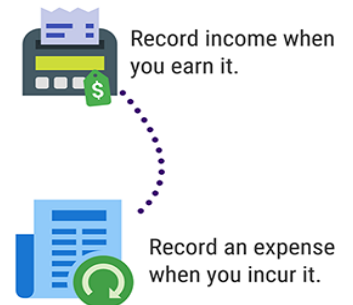 Record income when
you earn it.
$
Record an expense
when you incur it.